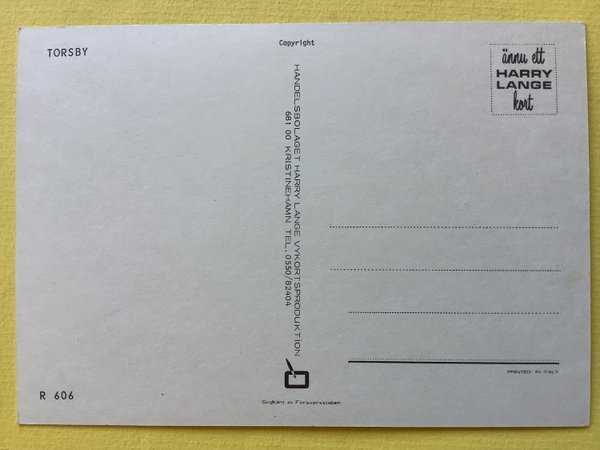 TORSBY
Copyright
ännu ett
HARRY
LANGE
kort
HANDELSBOLAGET HARRY LANGE VYKORTSPRODUKTION
681 00 KRISTINEHAMN TEL. 0550/82404
PRINTED IN ITALY
R 606
Godkänt av Försvarsstaben